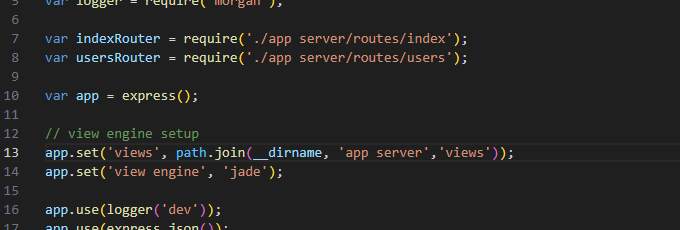 5 var logger = require('morgan');
6
7 var indexRouter = require('./app server/routes/index');
8 var usersRouter = require('./app server/routes/users');
9
10 var app = express();
11
12 // view engine setup
13 app.set('views', path.join(__dirname, 'app server','views'));
14 app.set('view engine', 'jade');
15
16 app.use(logger('dev'));
17 app.use(express.json());